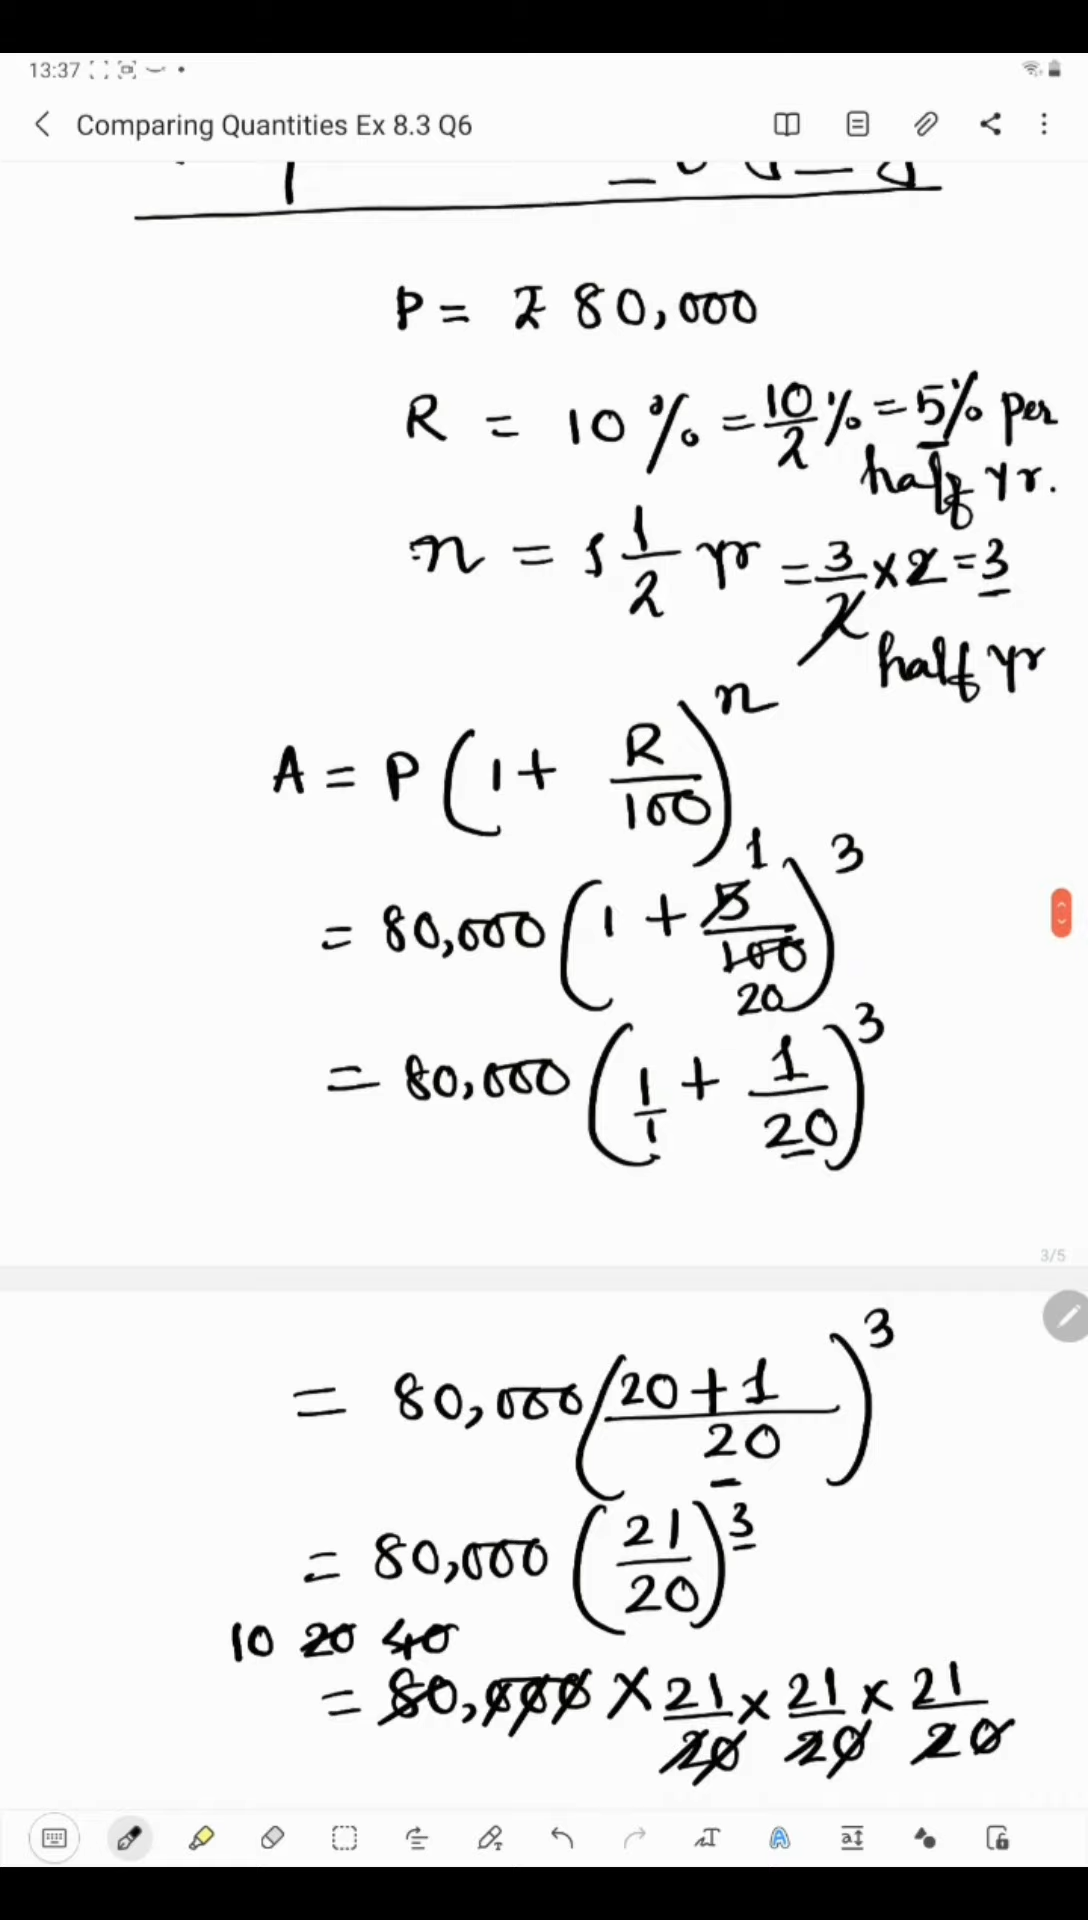 13:37
Comparing Quantities Ex 8.3 Q6
P = ₹ 80,000
R = 10% = 10/2 % = 5% per
half yr.
n = 1 1/2 yr = 3/2 × 2 = 3
half yr
A = P (1 + R/100)^n
= 80,000 (1 + 5/100)^3
1
20
= 80,000 (1/1 + 1/20)^3
3/5
= 80,000 (20+1/20)^3
= 80,000 (21/20)^3
10 20 40
= 80,000 × 21/20 × 21/20 × 21/20